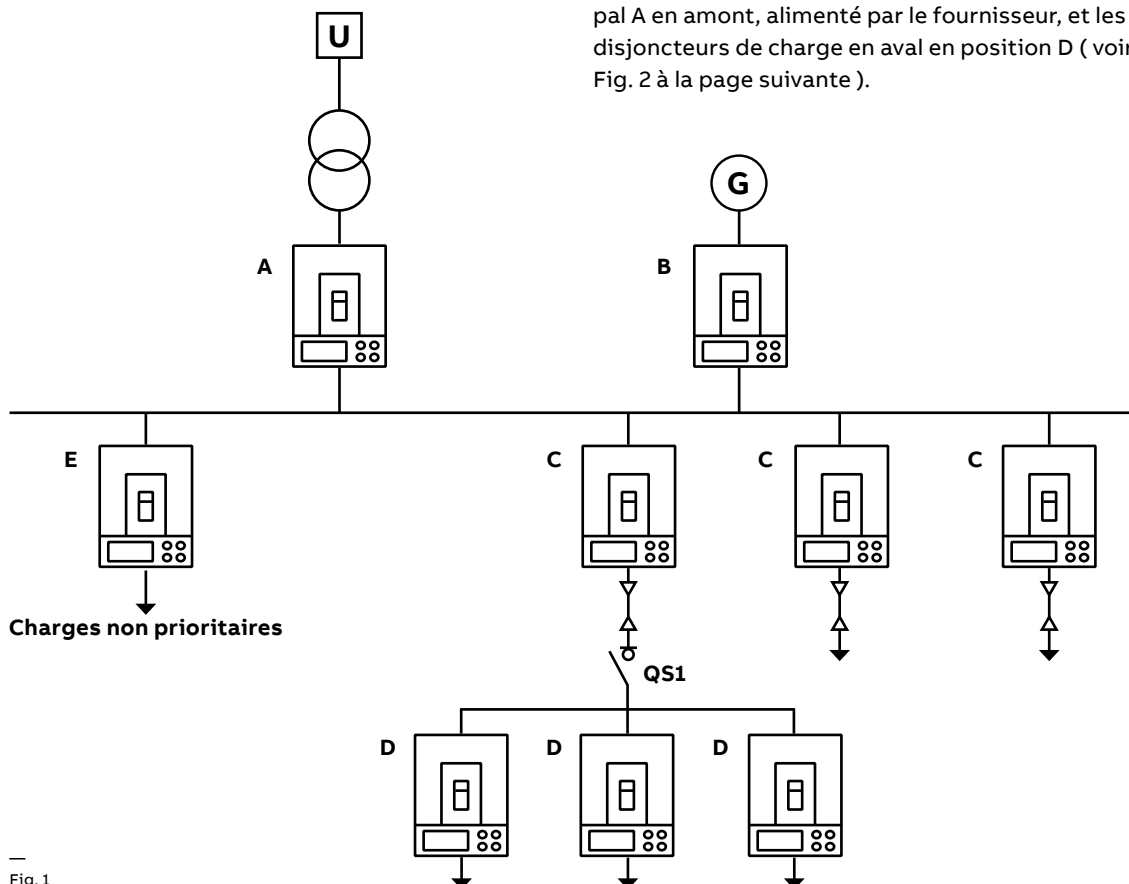 pal A en amont, alimenté par le fournisseur, et les
disjoncteurs de charge en aval en position D ( voir
Fig. 2 à la page suivante ).
U
G
A
B
E
C
C
C
Charges non prioritaires
QS1
D
D
D
—
Fig. 1